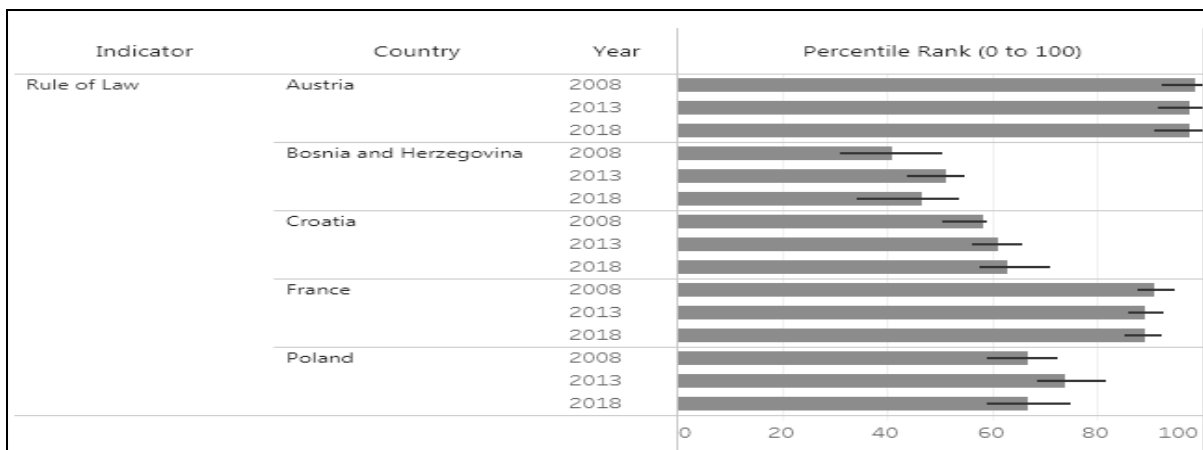 Indicator Country Year Percentile Rank (0 to 100)
Rule of Law Austria 2008
2013
2018
Bosnia and Herzegovina 2008
2013
2018
Croatia 2008
2013
2018
France 2008
2013
2018
Poland 2008
2013
2018
0 20 40 60 80 100